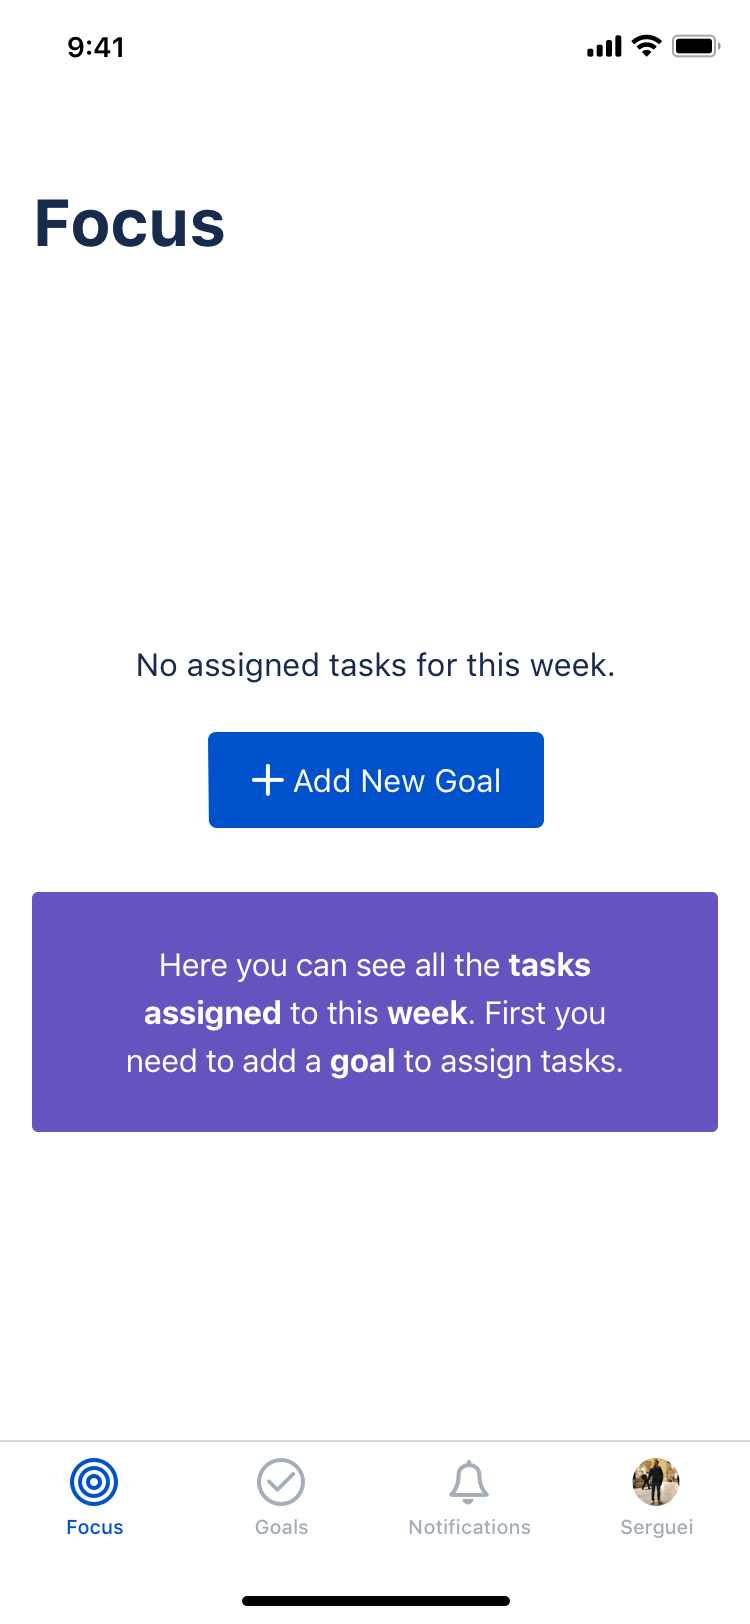 9:41
Focus
No assigned tasks for this week.
Add New Goal
Here you can see all the tasks
assigned to this week. First you
need to add a goal to assign tasks.
Focus
Goals
Notifications
Serguei